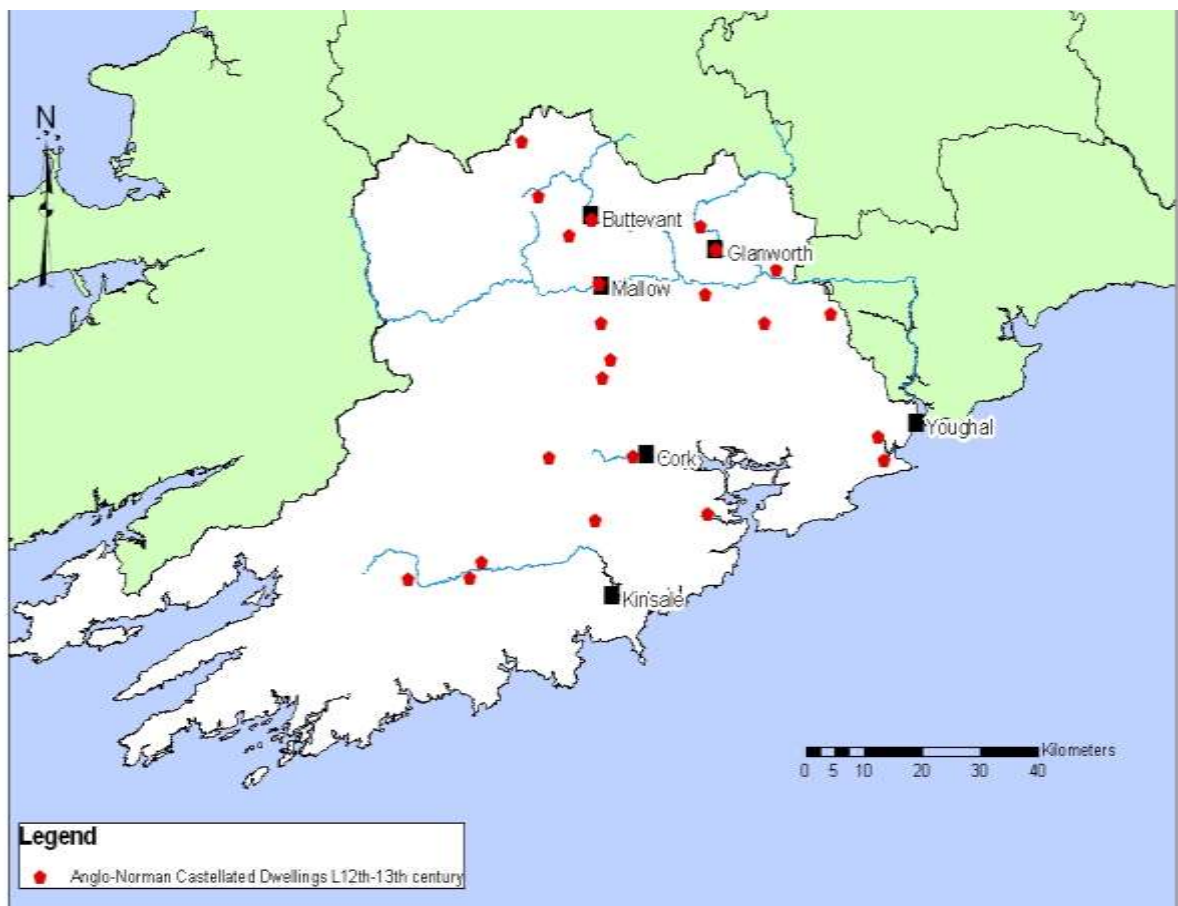 N
Buttevant
Glanworth
Mallow
Youghal
Cork
Kinsale
Kilometers
0 5 10 20 30 40
Legend
Anglo-Norman Castellated Dwellings L12th-13th century